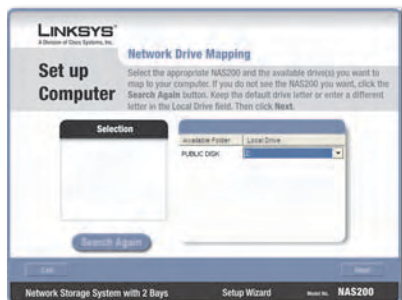 LINKSYS®
A Division of Cisco Systems, Inc.
Set up
Computer
Network Drive Mapping
Select the appropriate NAS200 and the available drive(s) you want to
map to your computer. If you do not see the NAS200 you want, click the
Search Again button. Keep the default drive letter or enter a different
letter in the Local Drive field. Then click Next.
Selection
Available Folder
Local Drive
PUBLIC DISK
Search Again
Exit
Next
Network Storage System with 2 Bays
Setup Wizard
Model No.
NAS200